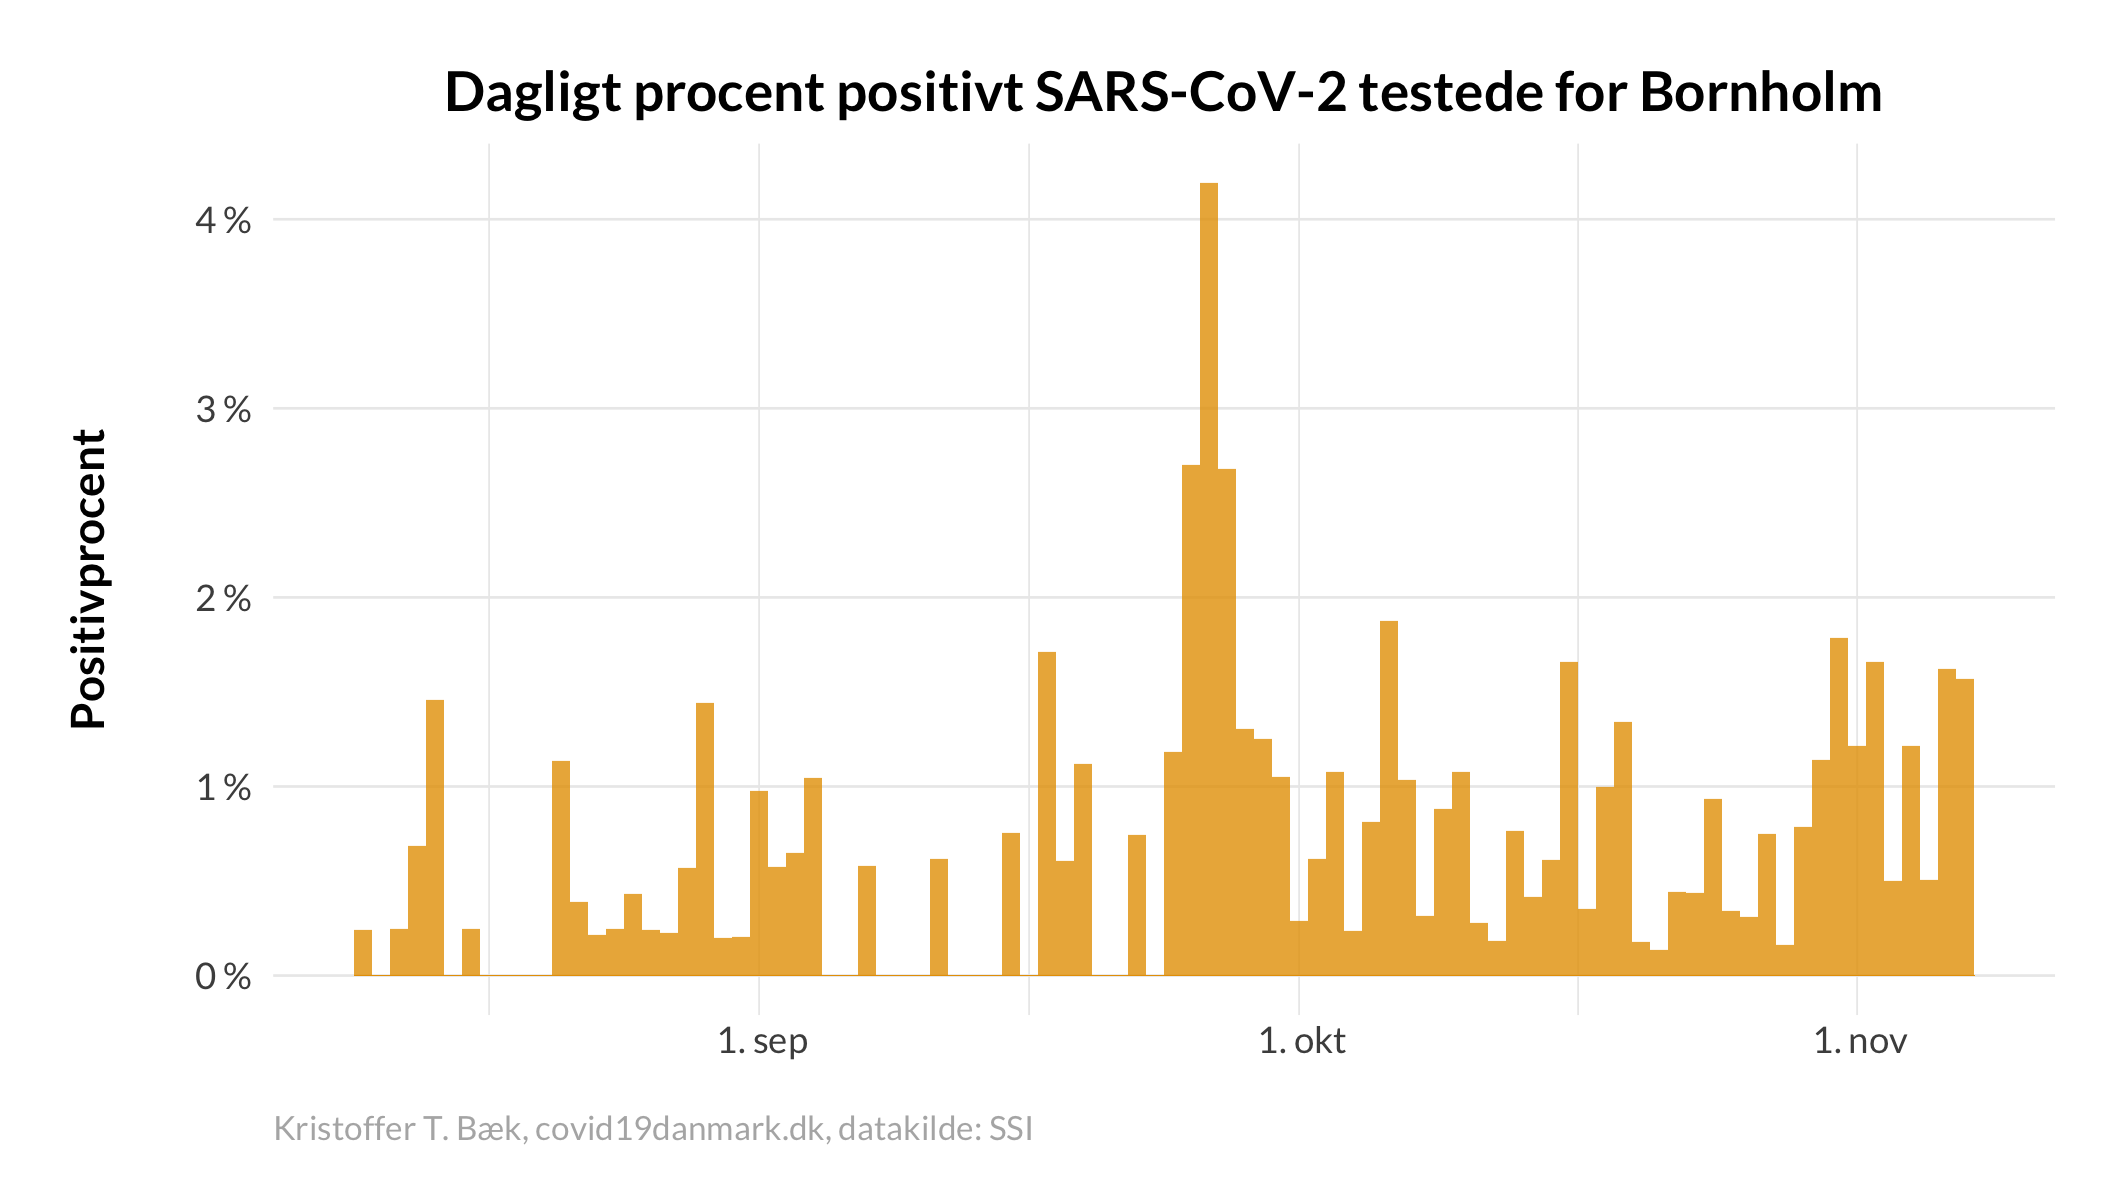 Dagligt procent positivt SARS-CoV-2 testede for Bornholm
Positivprocent
4 %
3 %
2 %
1 %
0 %
1. sep
1. okt
1. nov
Kristoffer T. Bæk, covid19danmark.dk, datakilde: SSI